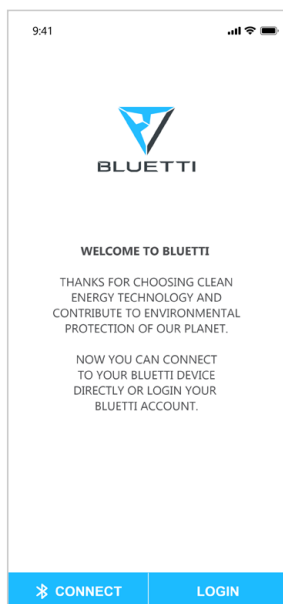 9:41
BLUETTI
WELCOME TO BLUETTI
THANKS FOR CHOOSING CLEAN
ENERGY TECHNOLOGY AND
CONTRIBUTE TO ENVIRONMENTAL
PROTECTION OF OUR PLANET.
NOW YOU CAN CONNECT
TO YOUR BLUETTI DEVICE
DIRECTLY OR LOGIN YOUR
BLUETTI ACCOUNT.
CONNECT
LOGIN